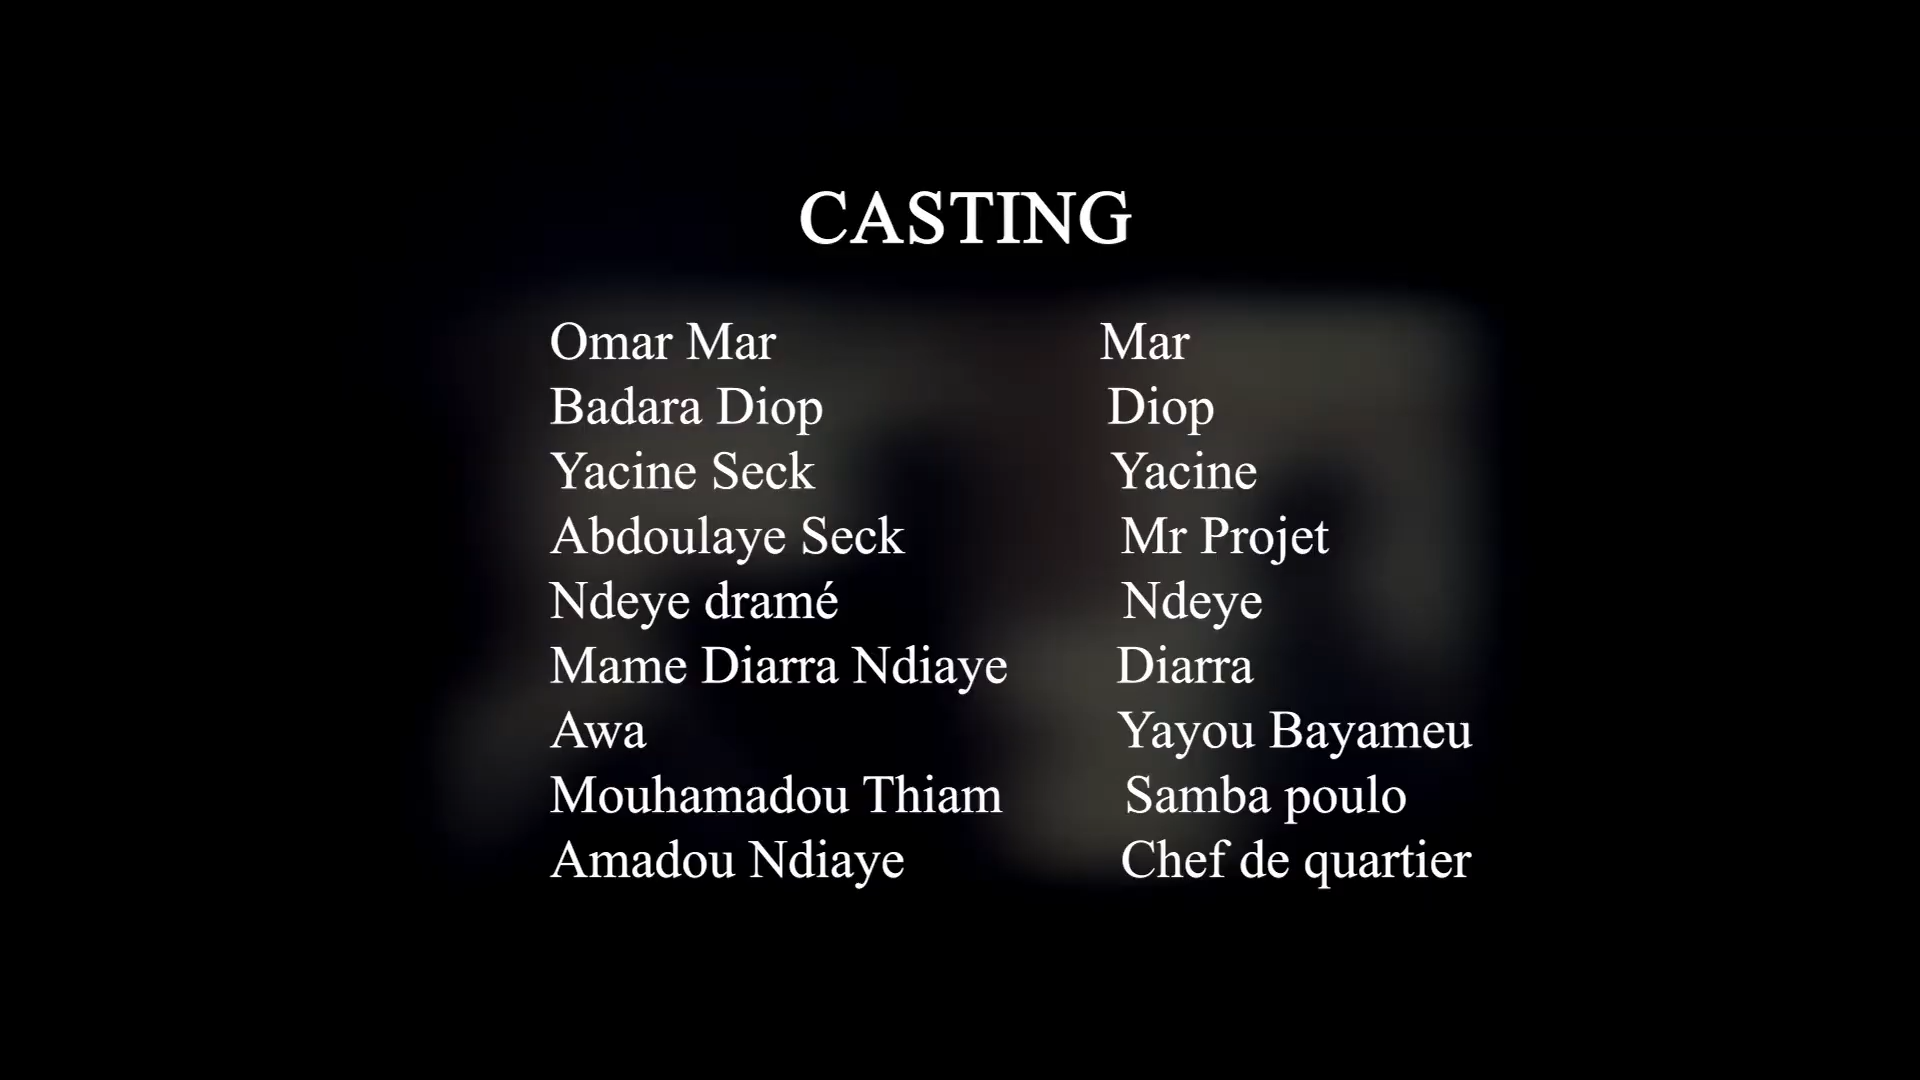 CASTING
Omar Mar Mar
Badara Diop Diop
Yacine Seck Yacine
Abdoulaye Seck Mr Projet
Ndeye dramé Ndeye
Mame Diarra Ndiaye Diarra
Awa Yayou Bayameu
Mouhamadou Thiam Samba poulo
Amadou Ndiaye Chef de quartier